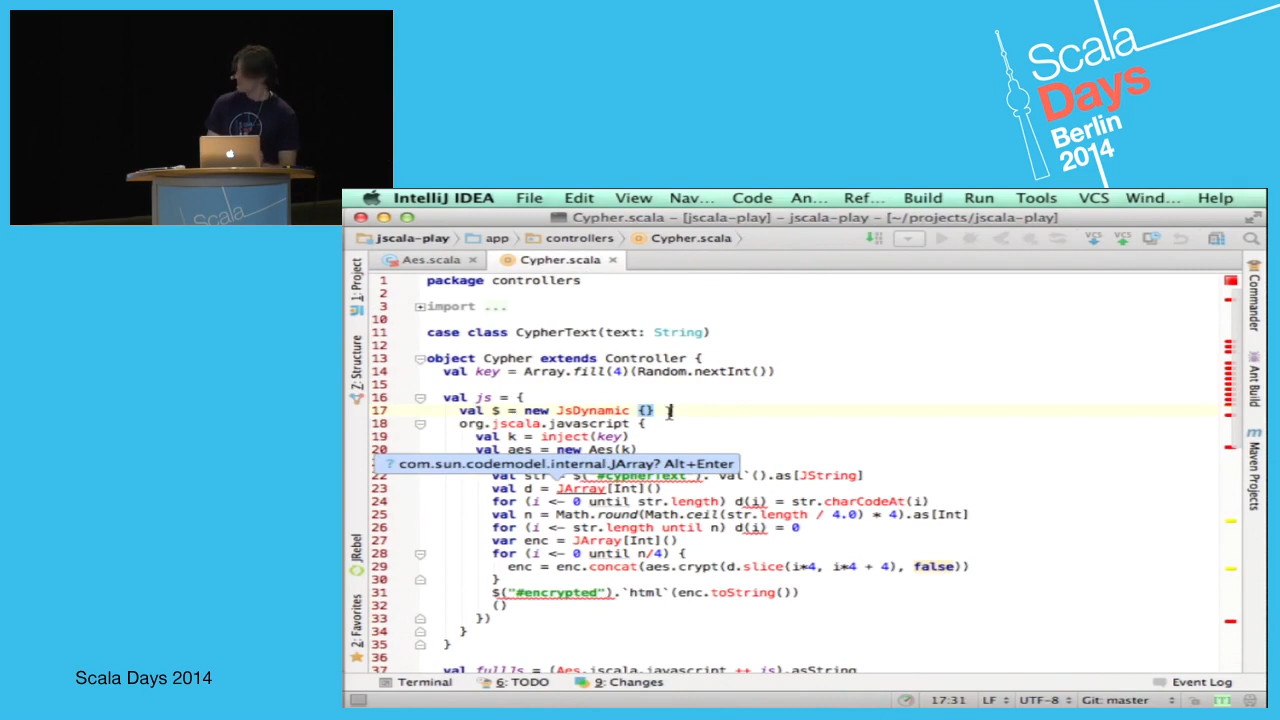 Scala
Days
Berlin
2014
Scala
IntelliJ IDEA File Edit View Nav... Code An... Ref... Build Run Tools VCS Wind... Help
Cypher.scala – [jscala-play] – jscala-play – [~/projects/jscala-play]
jscala-play app controllers Cypher.scala
Aes.scala Cypher.scala
1 package controllers
2
3 import ...
10
11 case class CypherText(text: String)
12
13 object Cypher extends Controller {
14 val key = Array.fill(4)(Random.nextInt())
15
16 val js = {
17 val $ = new JsDynamic {}
18 org.jscala.javascript {
19 val k = inject(key)
20 val aes = new Aes(k)
? com.sun.codemodel.internal.JArray? Alt+Enter
22 val str = $("#cypherText").`val`().as[JString]
23 val d = JArray[Int]()
24 for (i <- 0 until str.length) d(i) = str.charCodeAt(i)
25 val n = Math.round(Math.ceil(str.length / 4.0) * 4).as[Int]
26 for (i <- str.length until n) d(i) = 0
27 var enc = JArray[Int]()
28 for (i <- 0 until n/4) {
29 enc = enc.concat(aes.crypt(d.slice(i*4, i*4 + 4), false))
30 }
31 $("#encrypted").`html`(enc.toString())
32 ()
33 })
34 }
35 }
36
37 val fullJs = (Aes.jscala.javascript ++ js).asString
1: Project
Z: Structure
JRebel
2: Favorites
Commander
Ant Build
Maven Projects
Terminal 6: TODO 9: Changes Event Log
17:31 LF UTF-8 Git: master [T]
Scala Days 2014